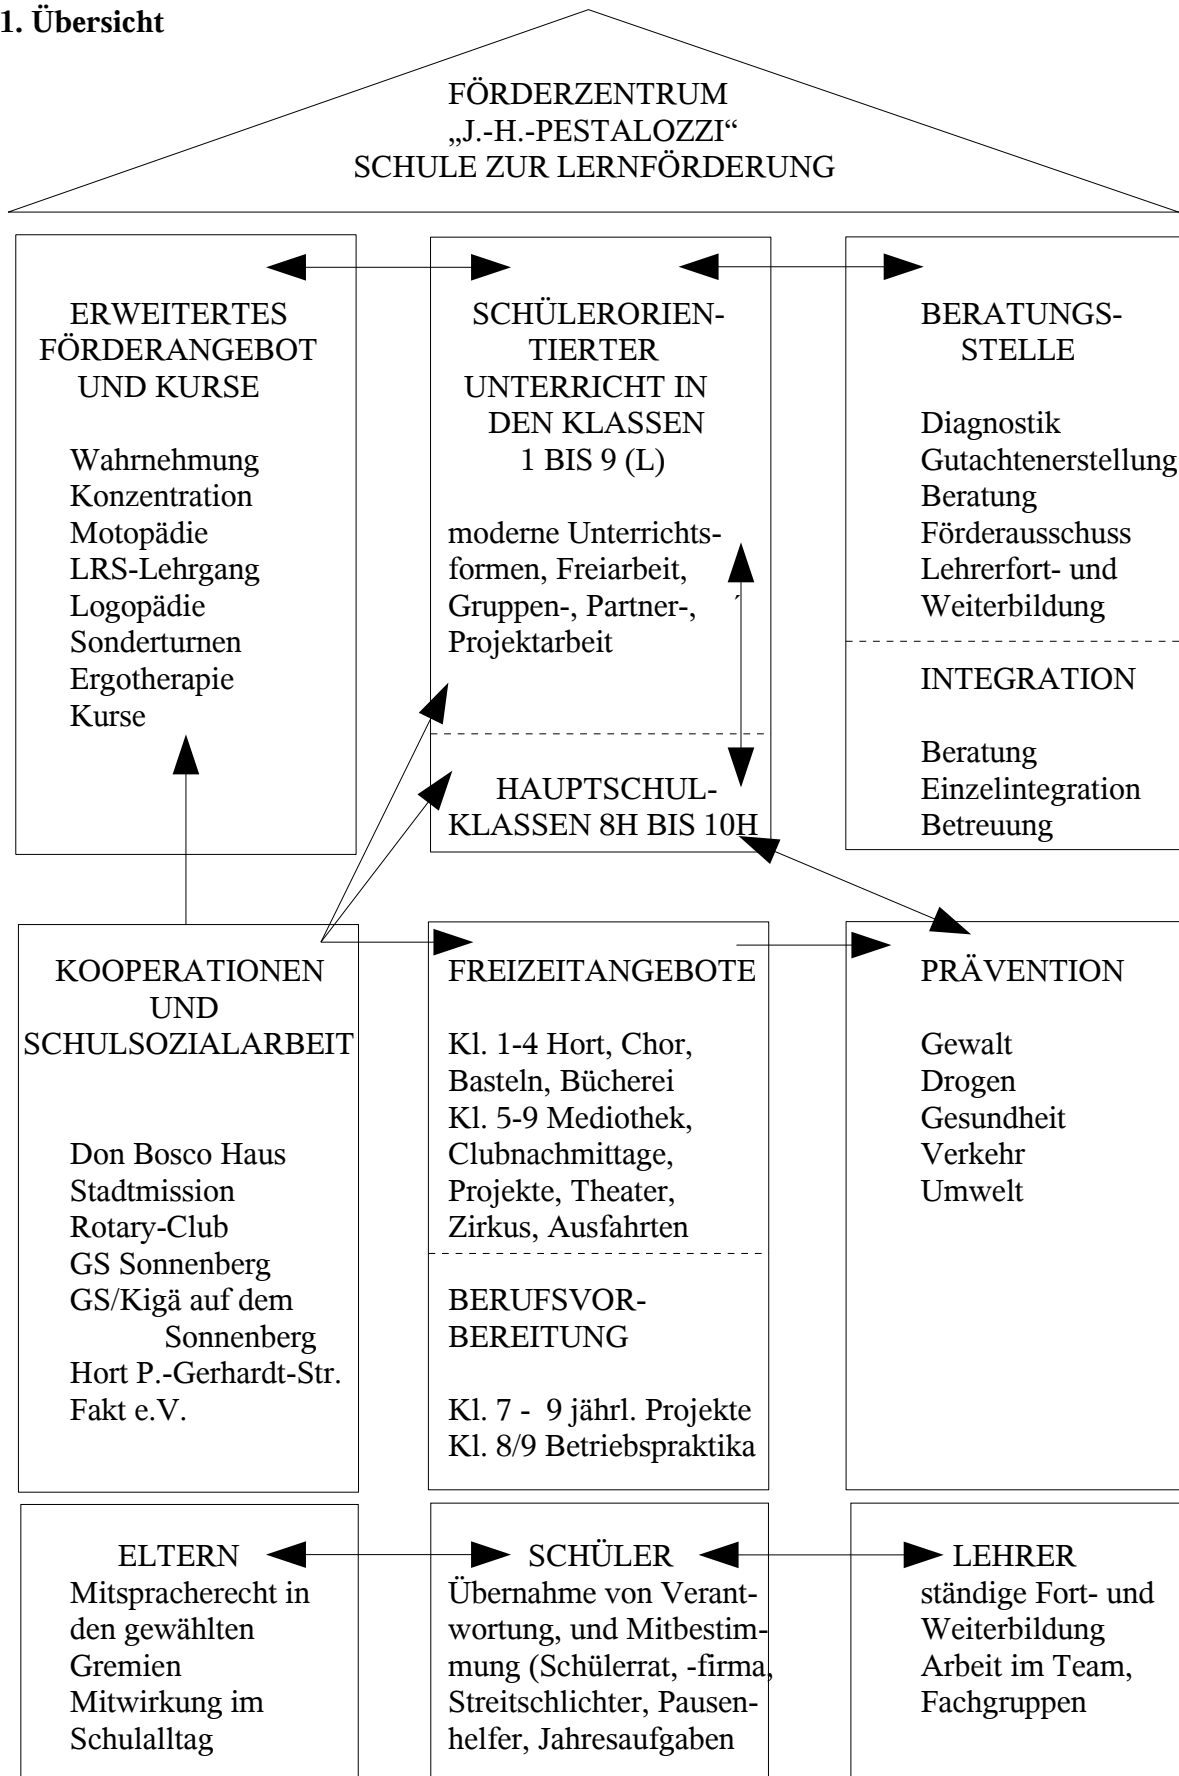 1. Übersicht
FÖRDERZENTRUM
„J.-H.-PESTALOZZI“
SCHULE ZUR LERNFÖRDERUNG
ERWEITERTES
FÖRDERANGEBOT
UND KURSE
Wahrnehmung
Konzentration
Motopädie
LRS-Lehrgang
Logopädie
Sonderturnen
Ergotherapie
Kurse
SCHÜLERORIEN-
TIERTER
UNTERRICHT IN
DEN KLASSEN
1 BIS 9 (L)
moderne Unterrichts-
formen, Freiarbeit,
Gruppen-, Partner-, ´
Projektarbeit
HAUPTSCHUL-
KLASSEN 8H BIS 10H
BERATUNGS-
STELLE
Diagnostik
Gutachtenerstellung
Beratung
Förderausschuss
Lehrerfort- und
Weiterbildung
INTEGRATION
Beratung
Einzelintegration
Betreuung
KOOPERATIONEN
UND
SCHULSOZIALARBEIT
Don Bosco Haus
Stadtmission
Rotary-Club
GS Sonnenberg
GS/Kigä auf dem
Sonnenberg
Hort P.-Gerhardt-Str.
Fakt e.V.
FREIZEITANGEBOTE
Kl. 1-4 Hort, Chor,
Basteln, Bücherei
Kl. 5-9 Mediothek,
Clubnachmittage,
Projekte, Theater,
Zirkus, Ausfahrten
BERUFSVOR-
BEREITUNG
Kl. 7 - 9 jährl. Projekte
Kl. 8/9 Betriebspraktika
PRÄVENTION
Gewalt
Drogen
Gesundheit
Verkehr
Umwelt
ELTERN
Mitspracherecht in
den gewählten
Gremien
Mitwirkung im
Schulalltag
SCHÜLER
Übernahme von Verant-
wortung, und Mitbestim-
mung (Schülerrat, -firma,
Streitschlichter, Pausen-
helfer, Jahresaufgaben
LEHRER
ständige Fort- und
Weiterbildung
Arbeit im Team,
Fachgruppen